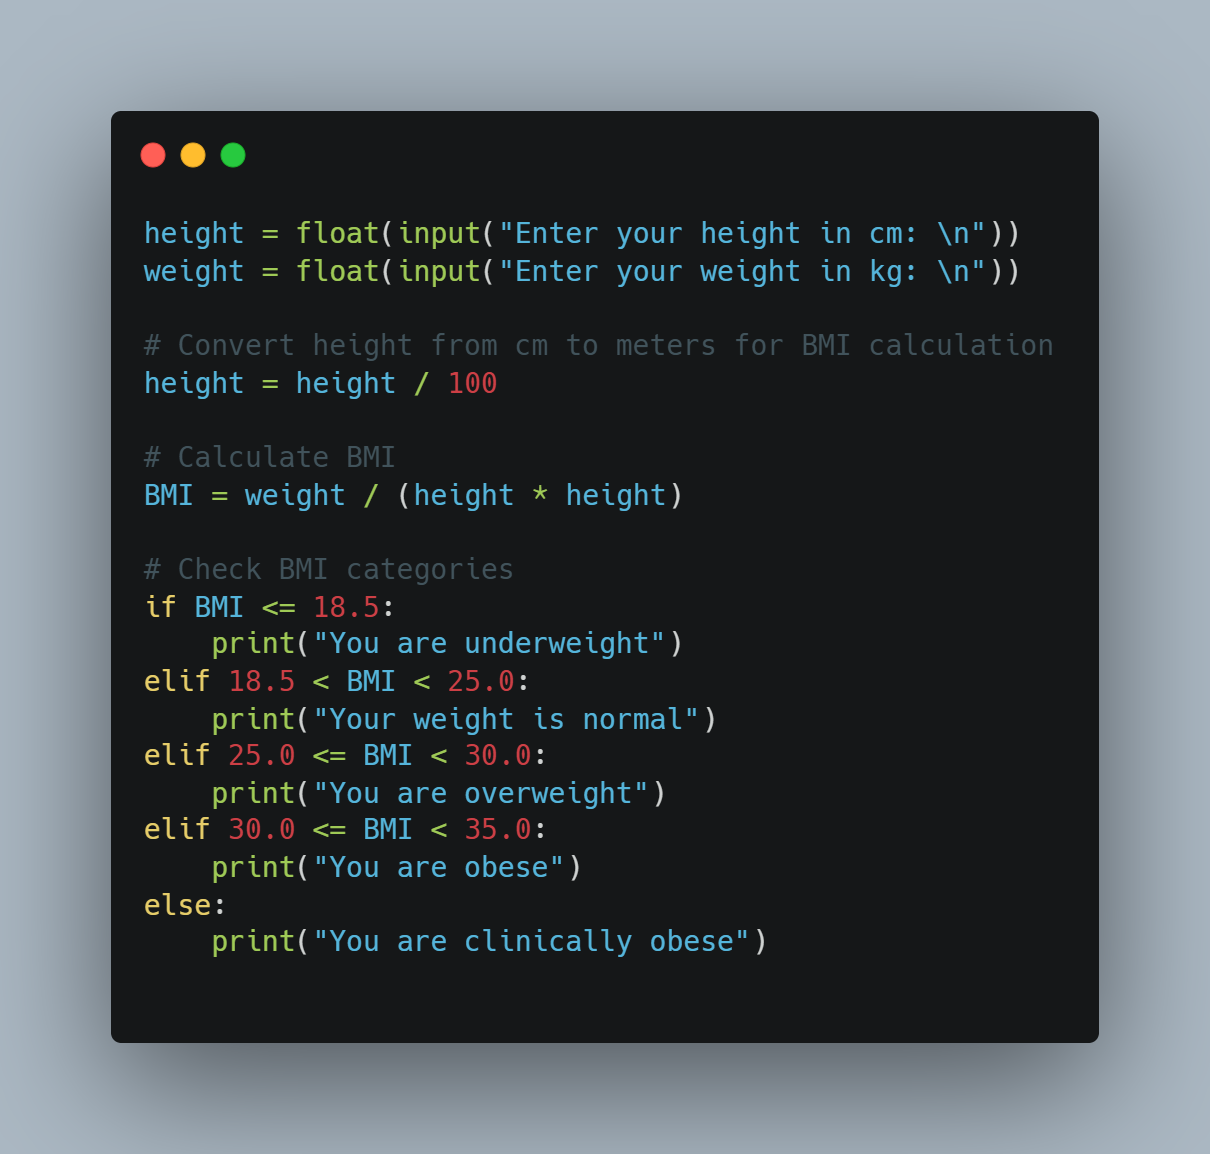 height = float(input("Enter your height in cm: \n"))
weight = float(input("Enter your weight in kg: \n"))

# Convert height from cm to meters for BMI calculation
height = height / 100

# Calculate BMI
BMI = weight / (height * height)

# Check BMI categories
if BMI <= 18.5:
    print("You are underweight")
elif 18.5 < BMI < 25.0:
    print("Your weight is normal")
elif 25.0 <= BMI < 30.0:
    print("You are overweight")
elif 30.0 <= BMI < 35.0:
    print("You are obese")
else:
    print("You are clinically obese")